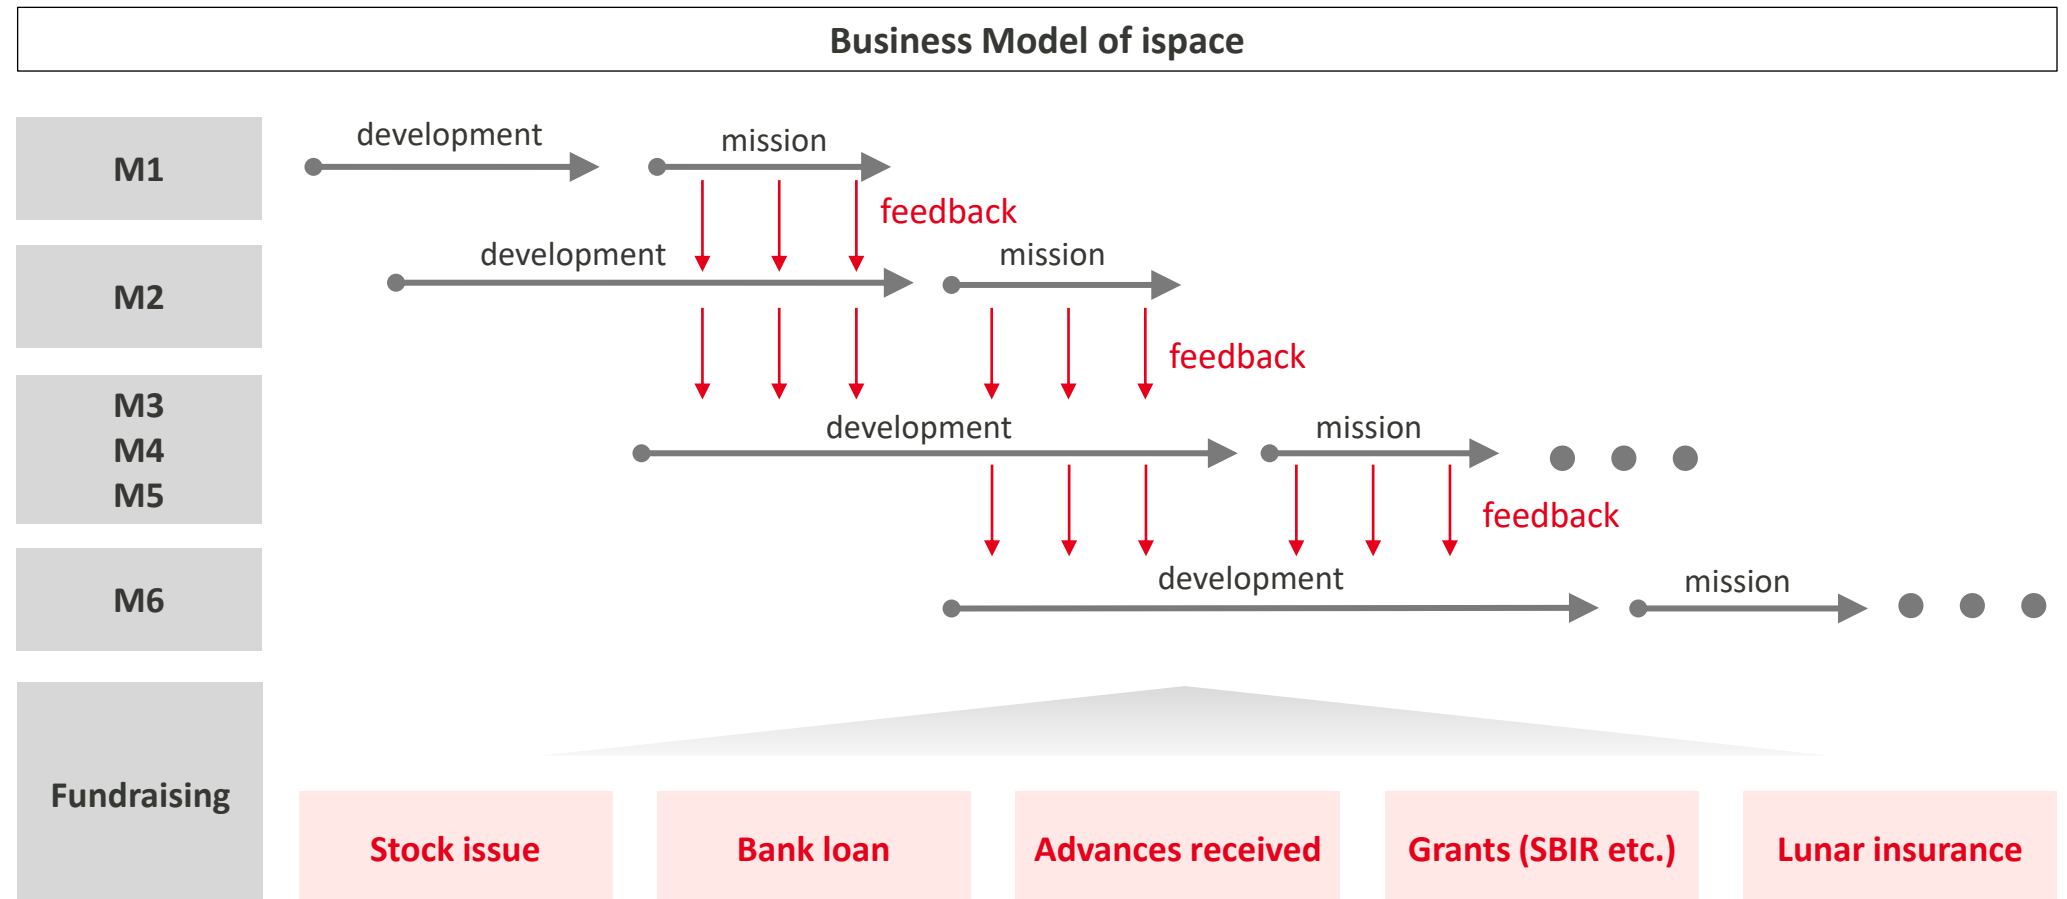 Business Model of ispace
M1
development
mission
feedback
M2
development
mission
feedback
M3
M4
M5
development
mission
feedback
M6
development
mission
Fundraising
Stock issue
Bank loan
Advances received
Grants (SBIR etc.)
Lunar insurance